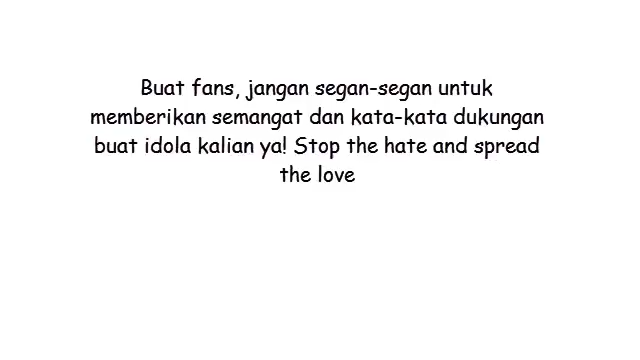 Buat fans, jangan segan-segan untuk
memberikan semangat dan kata-kata dukungan
buat idola kalian ya! Stop the hate and spread
the love